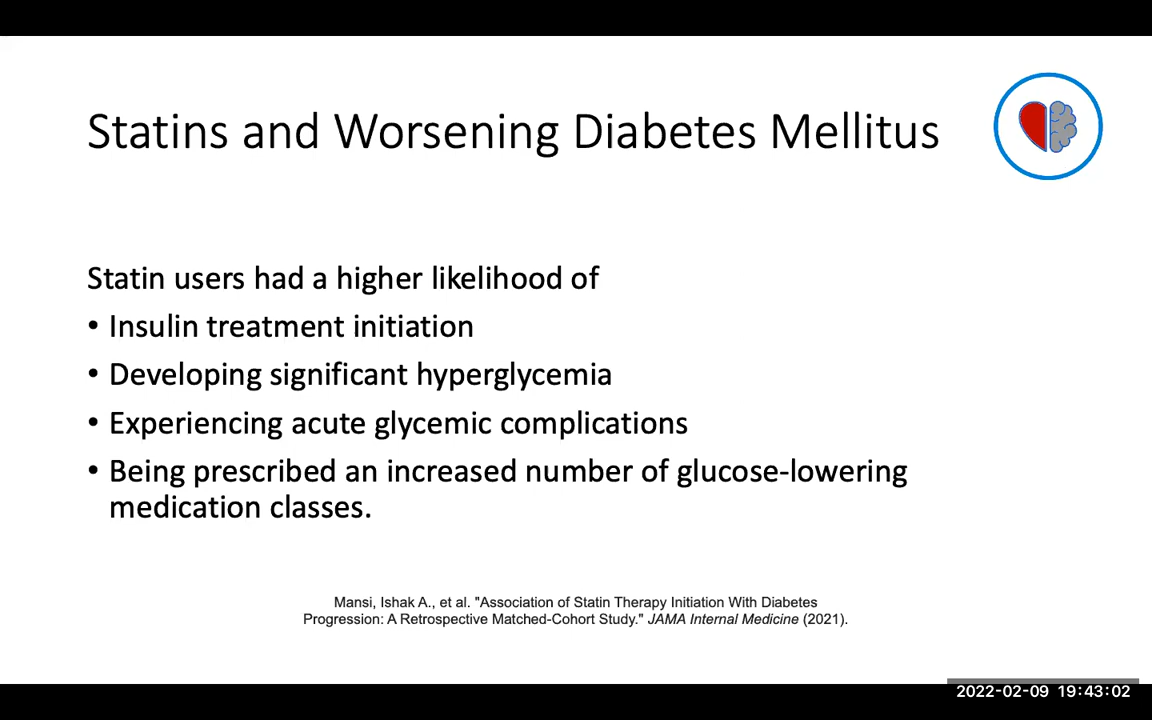 Statins and Worsening Diabetes Mellitus
Statin users had a higher likelihood of
• Insulin treatment initiation
• Developing significant hyperglycemia
• Experiencing acute glycemic complications
• Being prescribed an increased number of glucose-lowering
medication classes.
Mansi, Ishak A., et al. "Association of Statin Therapy Initiation With Diabetes
Progression: A Retrospective Matched-Cohort Study." JAMA Internal Medicine (2021).
2022-02-09 19:43:02